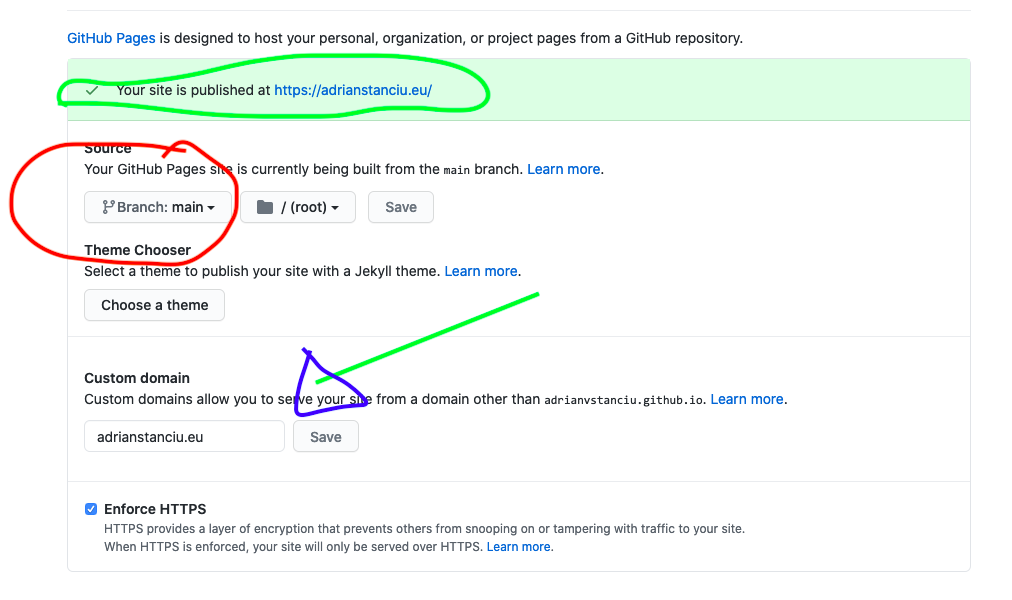 GitHub Pages is designed to host your personal, organization, or project pages from a GitHub repository.
Your site is published at https://adrianstanciu.eu/
Source
Your GitHub Pages site is currently being built from the main branch. Learn more.
Branch: main / (root) Save
Theme Chooser
Select a theme to publish your site with a Jekyll theme. Learn more.
Choose a theme
Custom domain
Custom domains allow you to serve your site from a domain other than adrianvstanciu.github.io. Learn more.
adrianstanciu.eu Save
Enforce HTTPS
HTTPS provides a layer of encryption that prevents others from snooping on or tampering with traffic to your site.
When HTTPS is enforced, your site will only be served over HTTPS. Learn more.